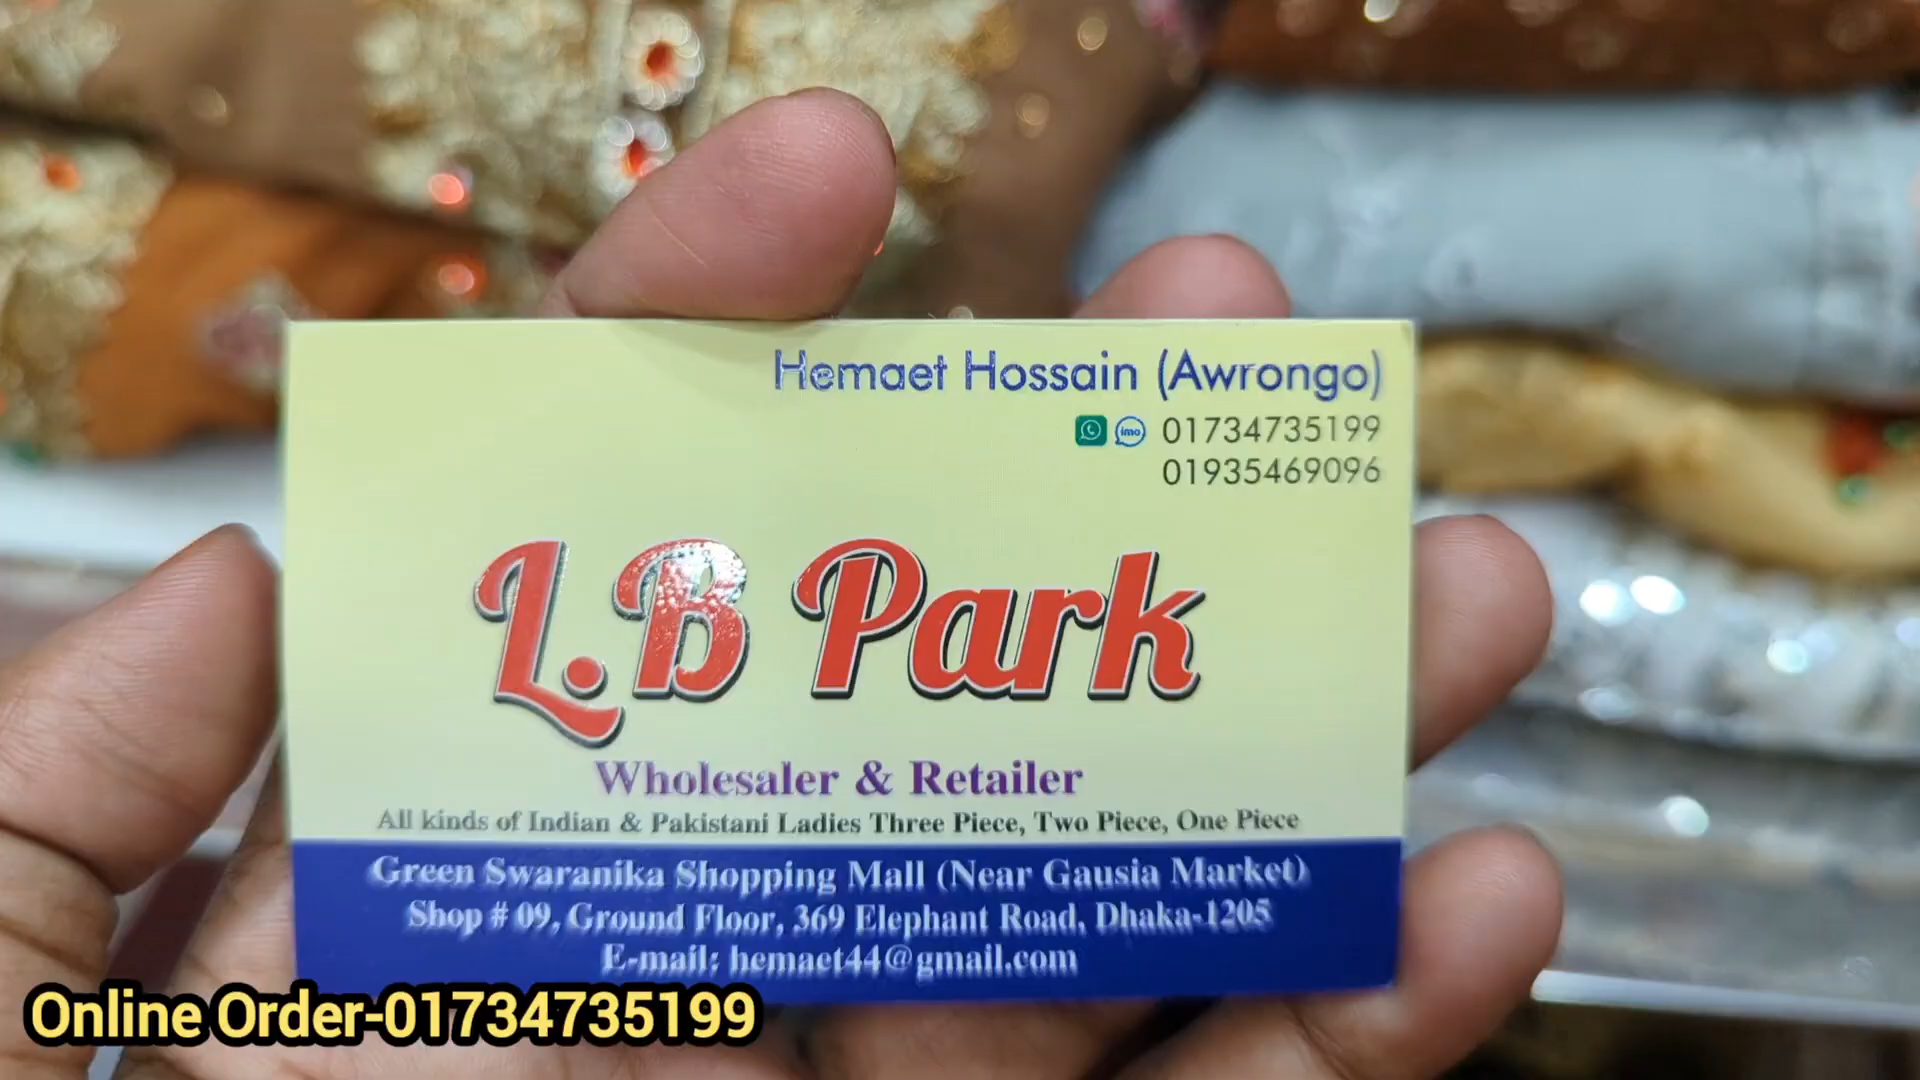 Hemaet Hossain (Awrongo)
imo 01734735199
01935469096
L.B Park
Wholesaler & Retailer
All kinds of Indian & Pakistani Ladies Three Piece, Two Piece, One Piece
Green Swaranika Shopping Mall (Near Gausia Market)
Shop # 09, Ground Floor, 369 Elephant Road, Dhaka-1205
E-mail: hemaet44@gmail.com
Online Order-01734735199